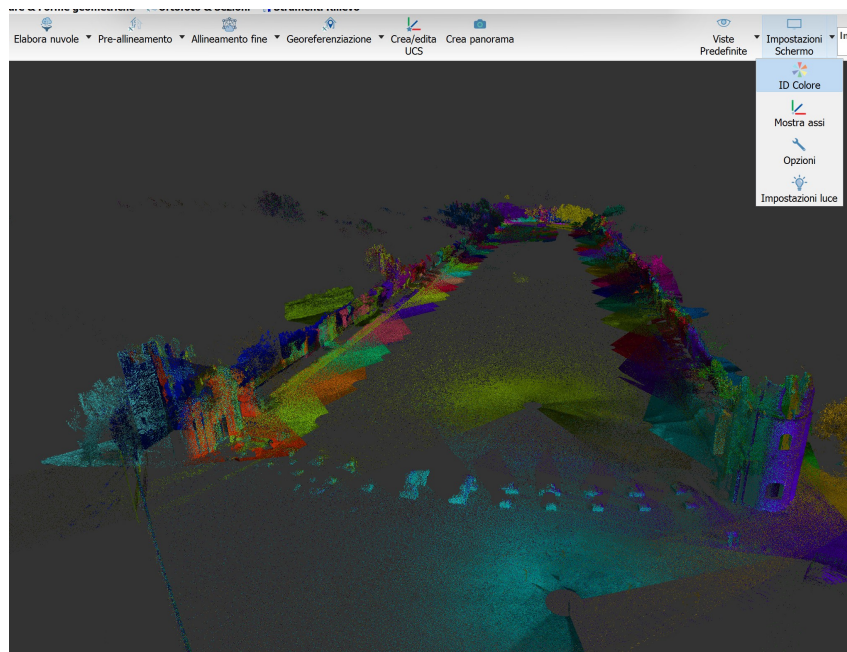 Elabora nuvole
Pre-allineamento
Allineamento fine
Georeferenziazione
Crea/edita
UCS
Crea panorama
Viste
Predefinite
Impostazioni
Schermo
ID Colore
Mostra assi
Opzioni
Impostazioni luce